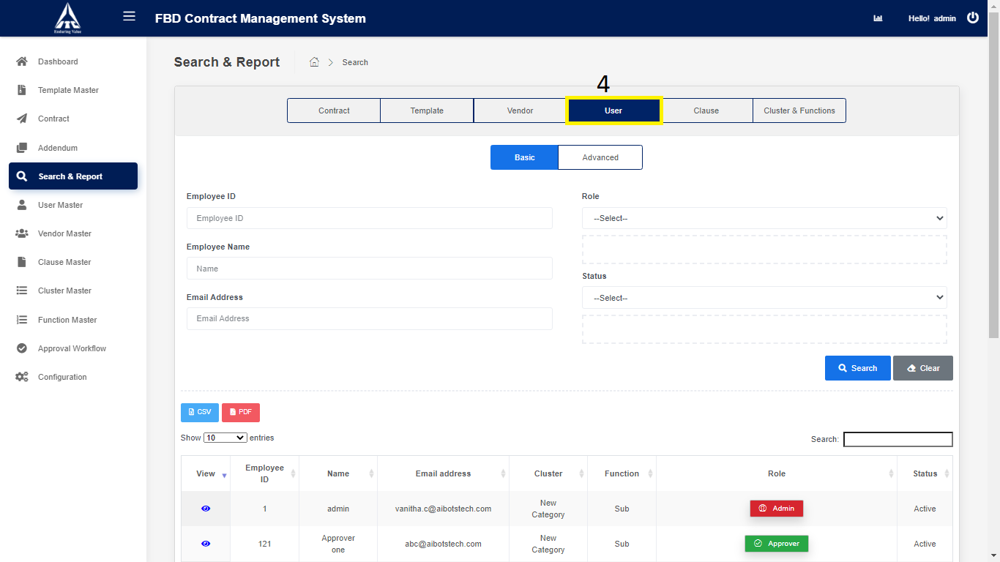 ITC
Enduring Value
FBD Contract Management System
Hello! admin
Dashboard
Template Master
Contract
Addendum
Search & Report
User Master
Vendor Master
Clause Master
Cluster Master
Function Master
Approval Workflow
Configuration
Search & Report
Search
4
Contract
Template
Vendor
User
Clause
Cluster & Functions
Basic
Advanced
Employee ID
Employee ID
Employee Name
Name
Email Address
Email Address
Role
--Select--
Status
--Select--
Search
Clear
CSV
PDF
Show 10 entries
Search:
View
Employee
ID
Name
Email address
Cluster
Function
Role
Status
1
admin
vanitha.c@aibotstech.com
New
Category
Sub
Admin
Active
121
Approver
one
abc@aibotstech.com
New
Category
Sub
Approver
Active